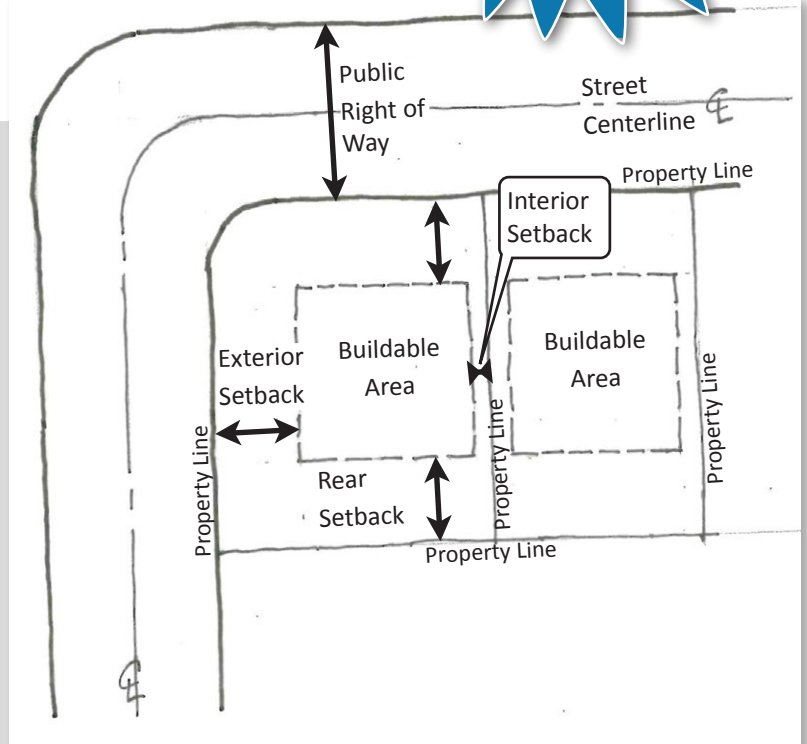 Public
Right of
Way
Street
Centerline
℄
Property Line
Interior
Setback
Exterior
Setback
Buildable
Area
Buildable
Area
Property Line
Property Line
Property Line
Rear
Setback
Property Line
℄